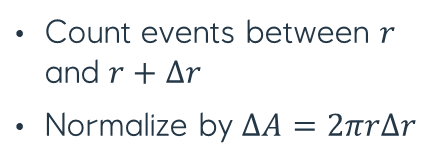 • Count events between 𝑟
and 𝑟 + Δ𝑟
• Normalize by Δ𝐴 = 2𝜋𝑟Δ𝑟